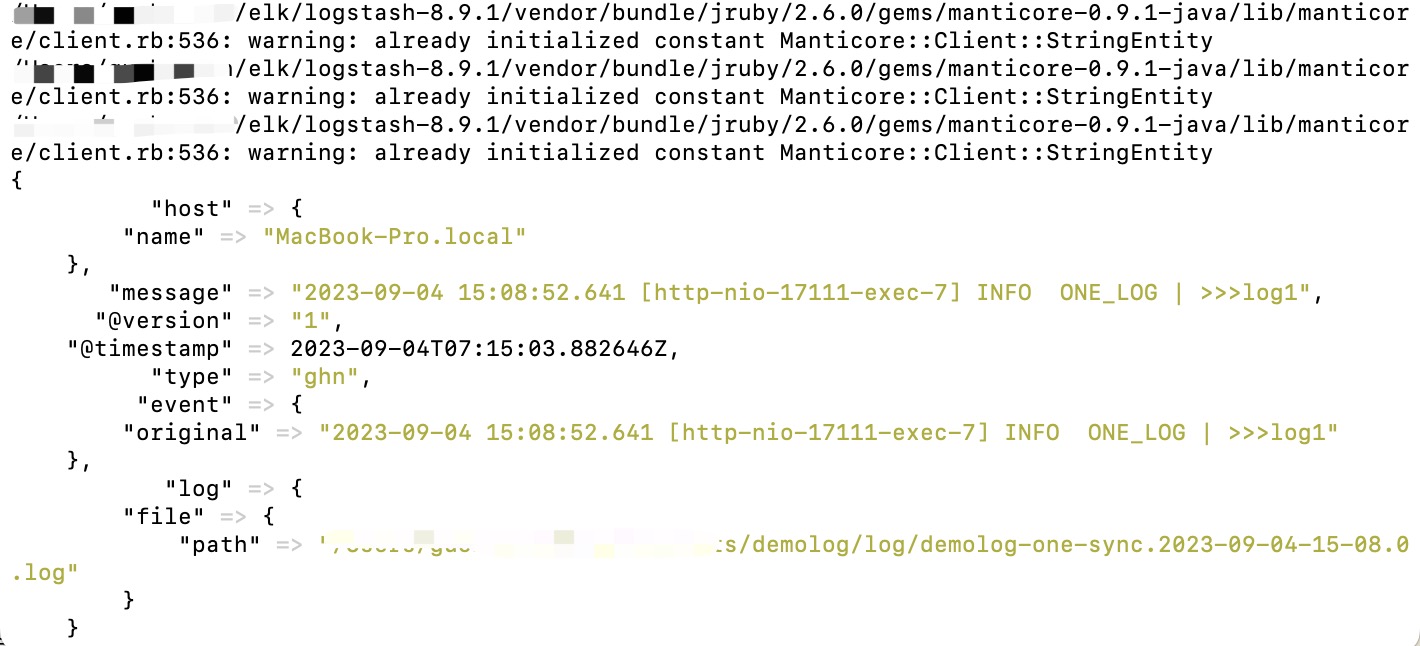 /elk/logstash-8.9.1/vendor/bundle/jruby/2.6.0/gems/manticore-0.9.1-java/lib/manticor
e/client.rb:536: warning: already initialized constant Manticore::Client::StringEntity
/elk/logstash-8.9.1/vendor/bundle/jruby/2.6.0/gems/manticore-0.9.1-java/lib/manticor
e/client.rb:536: warning: already initialized constant Manticore::Client::StringEntity
/elk/logstash-8.9.1/vendor/bundle/jruby/2.6.0/gems/manticore-0.9.1-java/lib/manticor
e/client.rb:536: warning: already initialized constant Manticore::Client::StringEntity
{
          "host" => {
        "name" => "MacBook-Pro.local"
    },
       "message" => "2023-09-04 15:08:52.641 [http-nio-17111-exec-7] INFO  ONE_LOG | >>>log1",
      "@version" => "1",
    "@timestamp" => 2023-09-04T07:15:03.882646Z,
          "type" => "ghn",
         "event" => {
        "original" => "2023-09-04 15:08:52.641 [http-nio-17111-exec-7] INFO  ONE_LOG | >>>log1"
    },
           "log" => {
        "file" => {
            "path" => /demolog/log/demolog-one-sync.2023-09-04-15-08.0
.log"
        }
    }